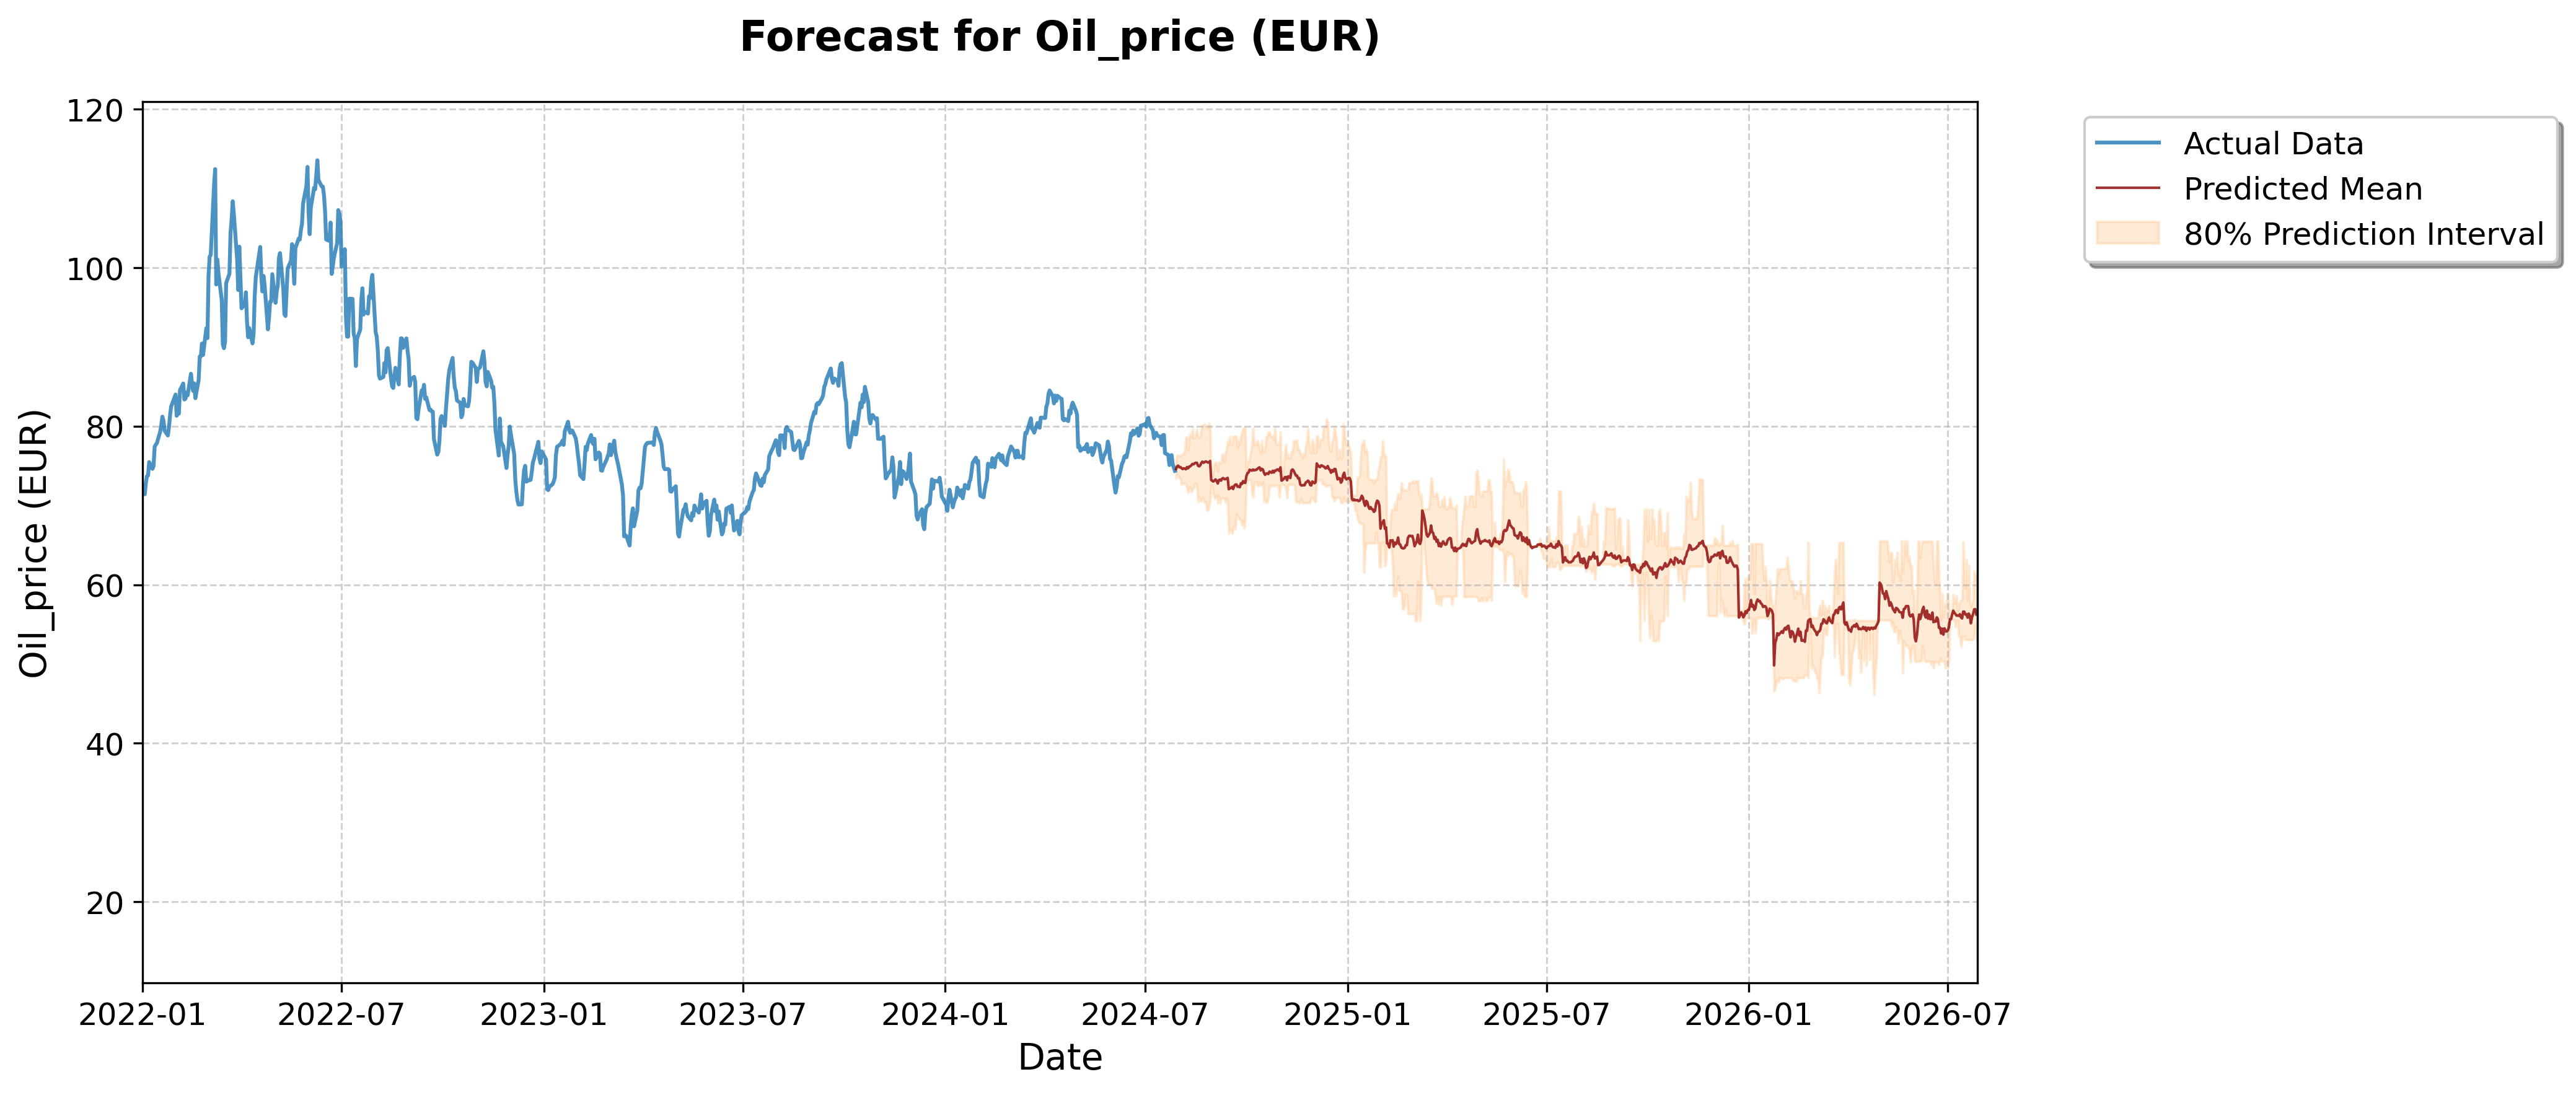 Forecast for Oil_price (EUR)
Actual Data
Predicted Mean
80% Prediction Interval
Oil_price (EUR)
120
100
80
60
40
20
2022-01
2022-07
2023-01
2023-07
2024-01
2024-07
2025-01
2025-07
2026-01
2026-07
Date